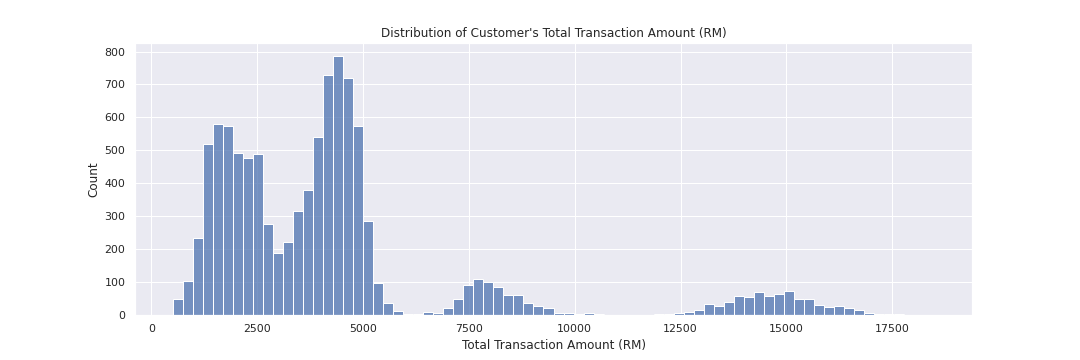 Distribution of Customer's Total Transaction Amount (RM)
800
700
600
500
400
300
200
100
0
Count
0 2500 5000 7500 10000 12500 15000 17500
Total Transaction Amount (RM)